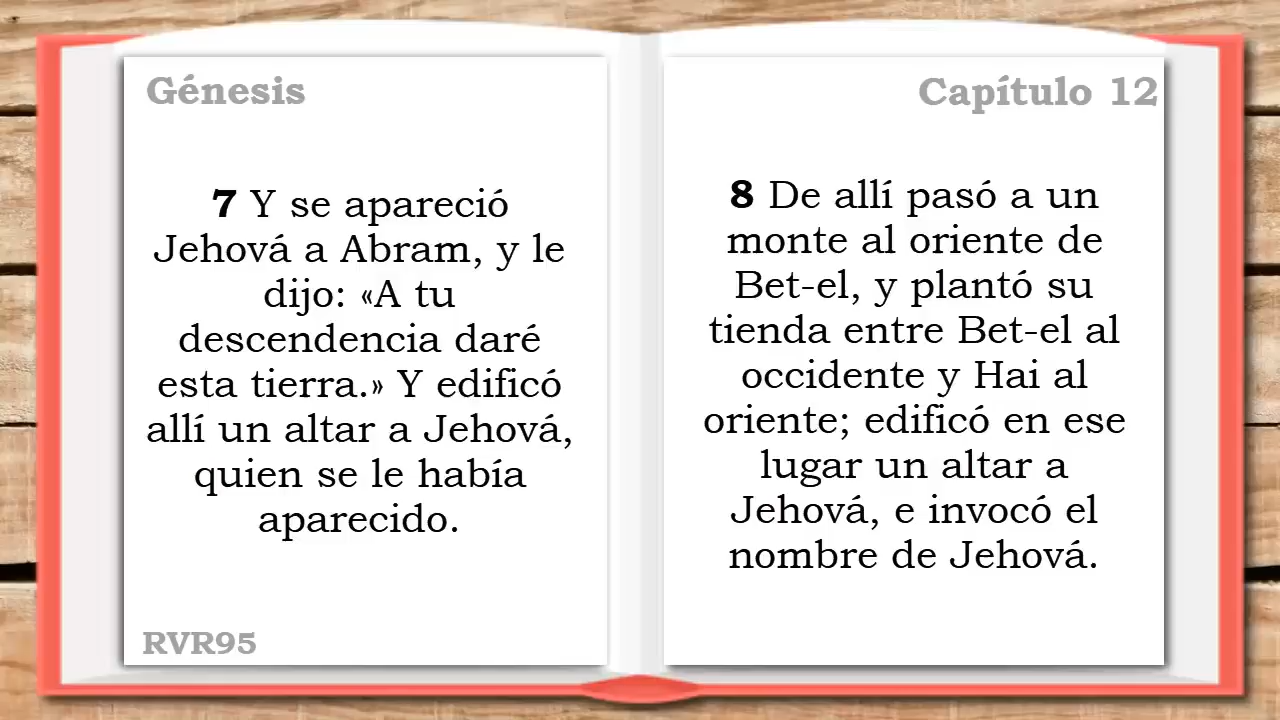 Génesis
7 Y se apareció
Jehová a Abram, y le
dijo: «A tu
descendencia daré
esta tierra.» Y edificó
allí un altar a Jehová,
quien se le había
aparecido.
RVR95
Capítulo 12
8 De allí pasó a un
monte al oriente de
Bet-el, y plantó su
tienda entre Bet-el al
occidente y Hai al
oriente; edificó en ese
lugar un altar a
Jehová, e invocó el
nombre de Jehová.